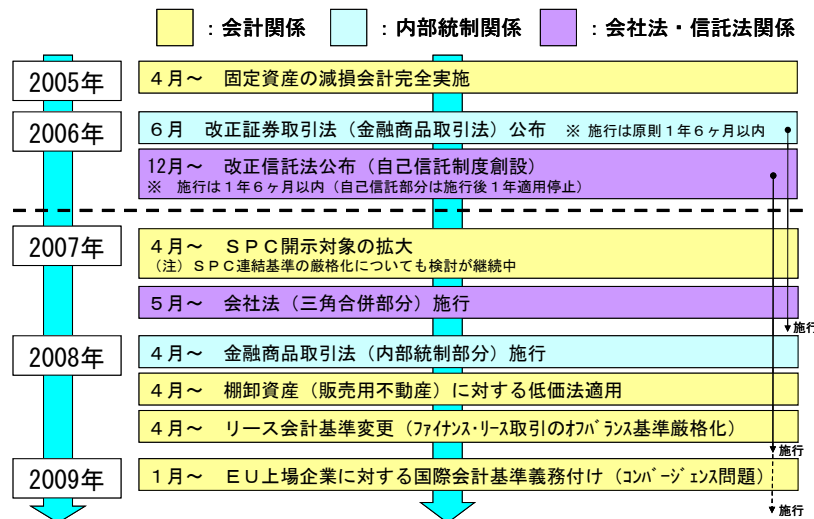 ：会計関係　：内部統制関係　：会社法・信託法関係
2005年
４月～　固定資産の減損会計完全実施
2006年
６月　改正証券取引法（金融商品取引法）公布　※ 施行は原則１年６ヶ月以内
12月～　改正信託法公布（自己信託制度創設）
※　施行は１年６ヶ月以内（自己信託部分は施行後１年適用停止）
2007年
４月～　ＳＰＣ開示対象の拡大
（注）ＳＰＣ連結基準の厳格化についても検討が継続中
５月～　会社法（三角合併部分）施行
施行
2008年
４月～　金融商品取引法（内部統制部分）施行
４月～　棚卸資産（販売用不動産）に対する低価法適用
４月～　リース会計基準変更（ﾌｧｲﾅﾝｽ･ﾘｰｽ取引のｵﾌﾊﾞﾗﾝｽ基準厳格化）
施行
2009年
１月～　ＥＵ上場企業に対する国際会計基準義務付け（ｺﾝﾊﾞｰｼﾞｪﾝｽ問題）
施行